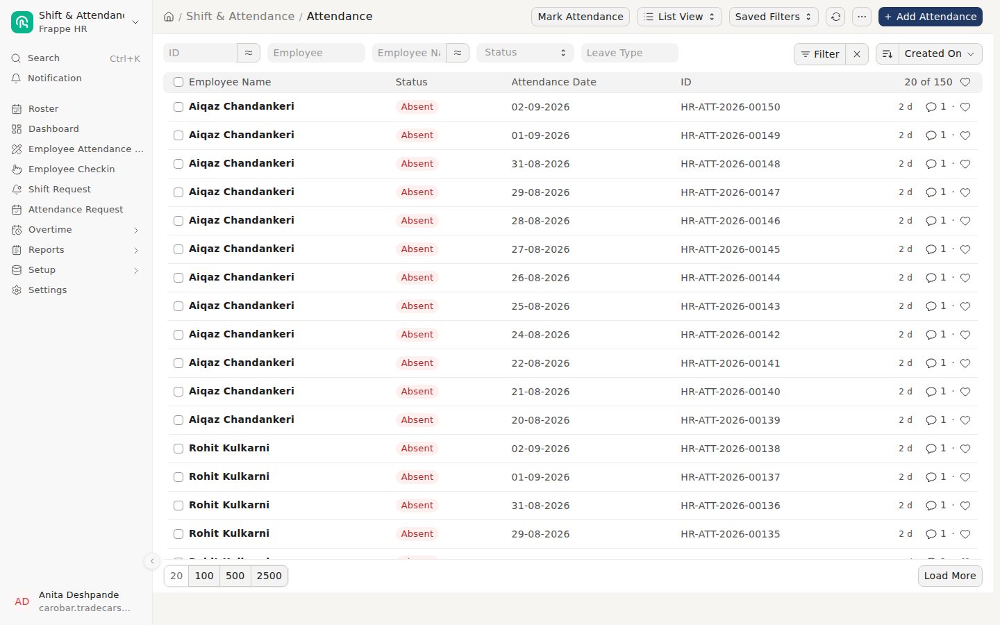 Shift & Attendanc
Frappe HR
Search Ctrl+K
Notification
Roster
Dashboard
Employee Attendance ...
Employee Checkin
Shift Request
Attendance Request
Overtime
Reports
Setup
Settings
AD
Anita Deshpande
carobar.tradecars...
/ Shift & Attendance / Attendance
Mark Attendance
List View
Saved Filters
+ Add Attendance
ID
Employee
Employee Na
Status
Leave Type
Filter
Created On
Employee Name Status Attendance Date ID 20 of 150
Aiqaz Chandankeri Absent 02-09-2026 HR-ATT-2026-00150 2 d 1 ·
Aiqaz Chandankeri Absent 01-09-2026 HR-ATT-2026-00149 2 d 1 ·
Aiqaz Chandankeri Absent 31-08-2026 HR-ATT-2026-00148 2 d 1 ·
Aiqaz Chandankeri Absent 29-08-2026 HR-ATT-2026-00147 2 d 1 ·
Aiqaz Chandankeri Absent 28-08-2026 HR-ATT-2026-00146 2 d 1 ·
Aiqaz Chandankeri Absent 27-08-2026 HR-ATT-2026-00145 2 d 1 ·
Aiqaz Chandankeri Absent 26-08-2026 HR-ATT-2026-00144 2 d 1 ·
Aiqaz Chandankeri Absent 25-08-2026 HR-ATT-2026-00143 2 d 1 ·
Aiqaz Chandankeri Absent 24-08-2026 HR-ATT-2026-00142 2 d 1 ·
Aiqaz Chandankeri Absent 22-08-2026 HR-ATT-2026-00141 2 d 1 ·
Aiqaz Chandankeri Absent 21-08-2026 HR-ATT-2026-00140 2 d 1 ·
Aiqaz Chandankeri Absent 20-08-2026 HR-ATT-2026-00139 2 d 1 ·
Rohit Kulkarni Absent 02-09-2026 HR-ATT-2026-00138 2 d 1 ·
Rohit Kulkarni Absent 01-09-2026 HR-ATT-2026-00137 2 d 1 ·
Rohit Kulkarni Absent 31-08-2026 HR-ATT-2026-00136 2 d 1 ·
Rohit Kulkarni Absent 29-08-2026 HR-ATT-2026-00135 2 d 1 ·
20 100 500 2500
Load More